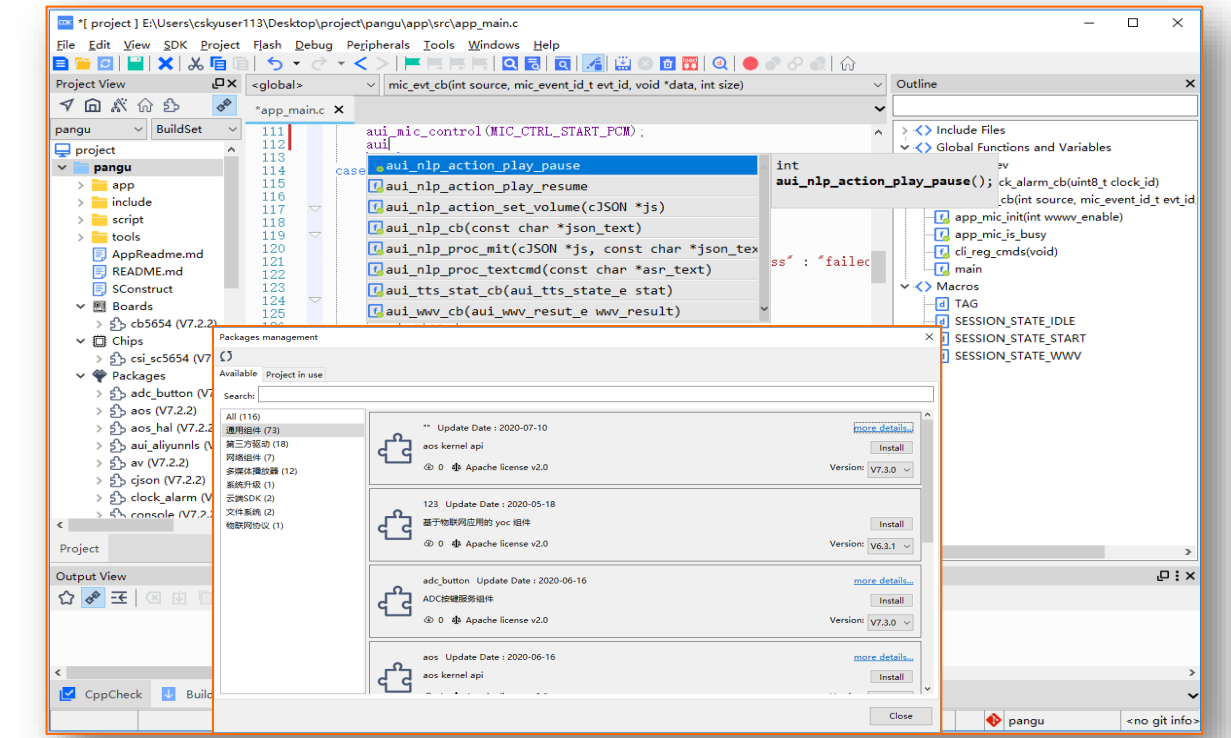 *[ project ] E:\Users\cskyuser113\Desktop\project\pangu\app\src\app_main.c
File Edit View SDK Project Flash Debug Peripherals Tools Windows Help
Project View
<global>
mic_evt_cb(int source, mic_event_id_t evt_id, void *data, int size)
Outline
*app_main.c
pangu
BuildSet
project
pangu
app
include
script
tools
AppReadme.md
README.md
SConstruct
Boards
cb5654 (V7.2.2)
Chips
csi_sc5654 (V7
Packages
adc_button (V7
aos (V7.2.2)
aos_hal (V7.2.2)
aui_aliyunnls (V
av (V7.2.2)
cjson (V7.2.2)
clock_alarm (V
console (V7.2.2
Project
111 aui_mic_control(MIC_CTRL_START_PCM);
112 aui
113
114 case
115
116
117
118
119
120
121 ss" : "failec
122
123
124
125
aui_nlp_action_play_pause
aui_nlp_action_play_resume
aui_nlp_action_set_volume(cJSON *js)
aui_nlp_cb(const char *json_text)
aui_nlp_proc_mit(cJSON *js, const char *json_tex
aui_nlp_proc_textcmd(const char *asr_text)
aui_tts_stat_cb(aui_tts_state_e stat)
aui_wwv_cb(aui_wwv_resut_e wwv_result)
int
aui_nlp_action_play_pause();
Include Files
Global Functions and Variables
ev
ck_alarm_cb(uint8_t clock_id)
_cb(int source, mic_event_id_t evt_id,
app_mic_init(int wwwv_enable)
app_mic_is_busy
cli_reg_cmds(void)
main
Macros
TAG
SESSION_STATE_IDLE
SESSION_STATE_START
SESSION_STATE_WWV
Packages management
Available Project in use
Search:
All (116)
通用组件 (73)
第三方驱动 (18)
网络组件 (7)
多媒体播放器 (12)
系统升级 (1)
云端SDK (2)
文件系统 (2)
物联网协议 (1)
** Update Date : 2020-07-10
more details...
aos kernel api
Install
0 Apache license v2.0
Version: V7.3.0
123 Update Date : 2020-05-18
基于物联网应用的 yoc 组件
Install
0 Apache license v2.0
Version: V6.3.1
adc_button Update Date : 2020-06-16
more details...
ADC按键服务组件
Install
0 Apache license v2.0
Version: V7.3.0
aos Update Date : 2020-06-16
more details...
aos kernel api
Install
Close
Output View
CppCheck
Build
pangu
<no git info>